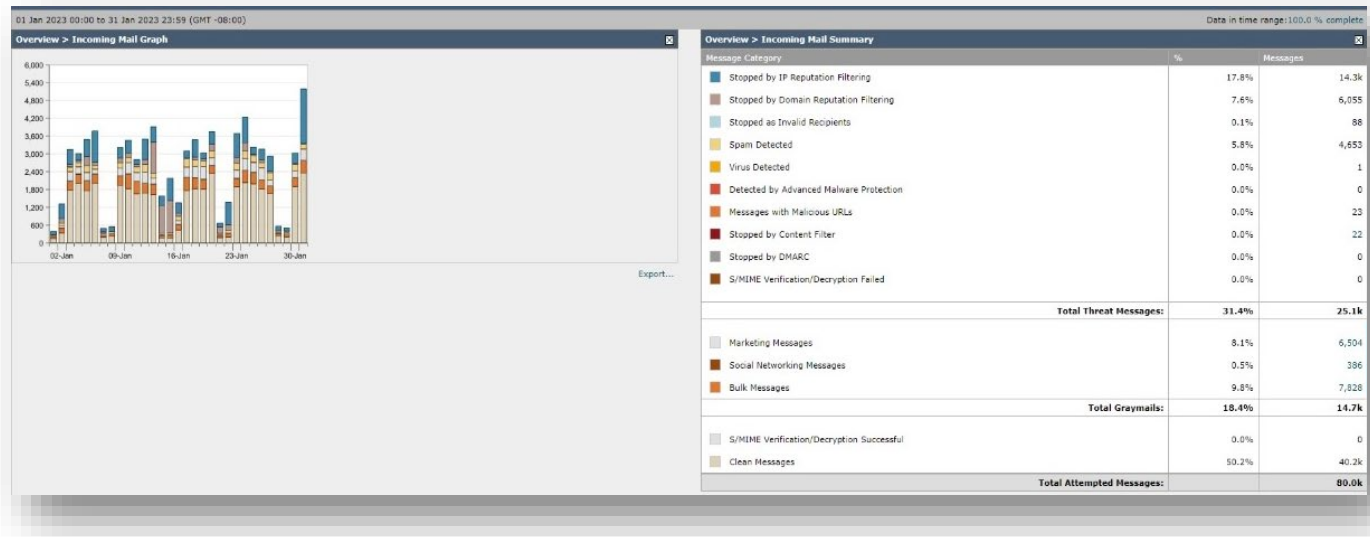 01 Jan 2023 00:00 to 31 Jan 2023 23:59 (GMT -08:00)
Data in time range:100.0 % complete
Overview > Incoming Mail Graph
6,000
5,400
4,800
4,200
3,600
3,000
2,400
1,800
1,200
600
0
02-Jan 09-Jan 16-Jan 23-Jan 30-Jan
Export...
Overview > Incoming Mail Summary
Message Category % Messages
Stopped by IP Reputation Filtering 17.8% 14.3k
Stopped by Domain Reputation Filtering 7.6% 6,055
Stopped as Invalid Recipients 0.1% 88
Spam Detected 5.8% 4,653
Virus Detected 0.0% 1
Detected by Advanced Malware Protection 0.0% 0
Messages with Malicious URLs 0.0% 23
Stopped by Content Filter 0.0% 22
Stopped by DMARC 0.0% 0
S/MIME Verification/Decryption Failed 0.0% 0
Total Threat Messages: 31.4% 25.1k
Marketing Messages 8.1% 6,504
Social Networking Messages 0.5% 386
Bulk Messages 9.8% 7,828
Total Graymails: 18.4% 14.7k
S/MIME Verification/Decryption Successful 0.0% 0
Clean Messages 50.2% 40.2k
Total Attempted Messages: 80.0k